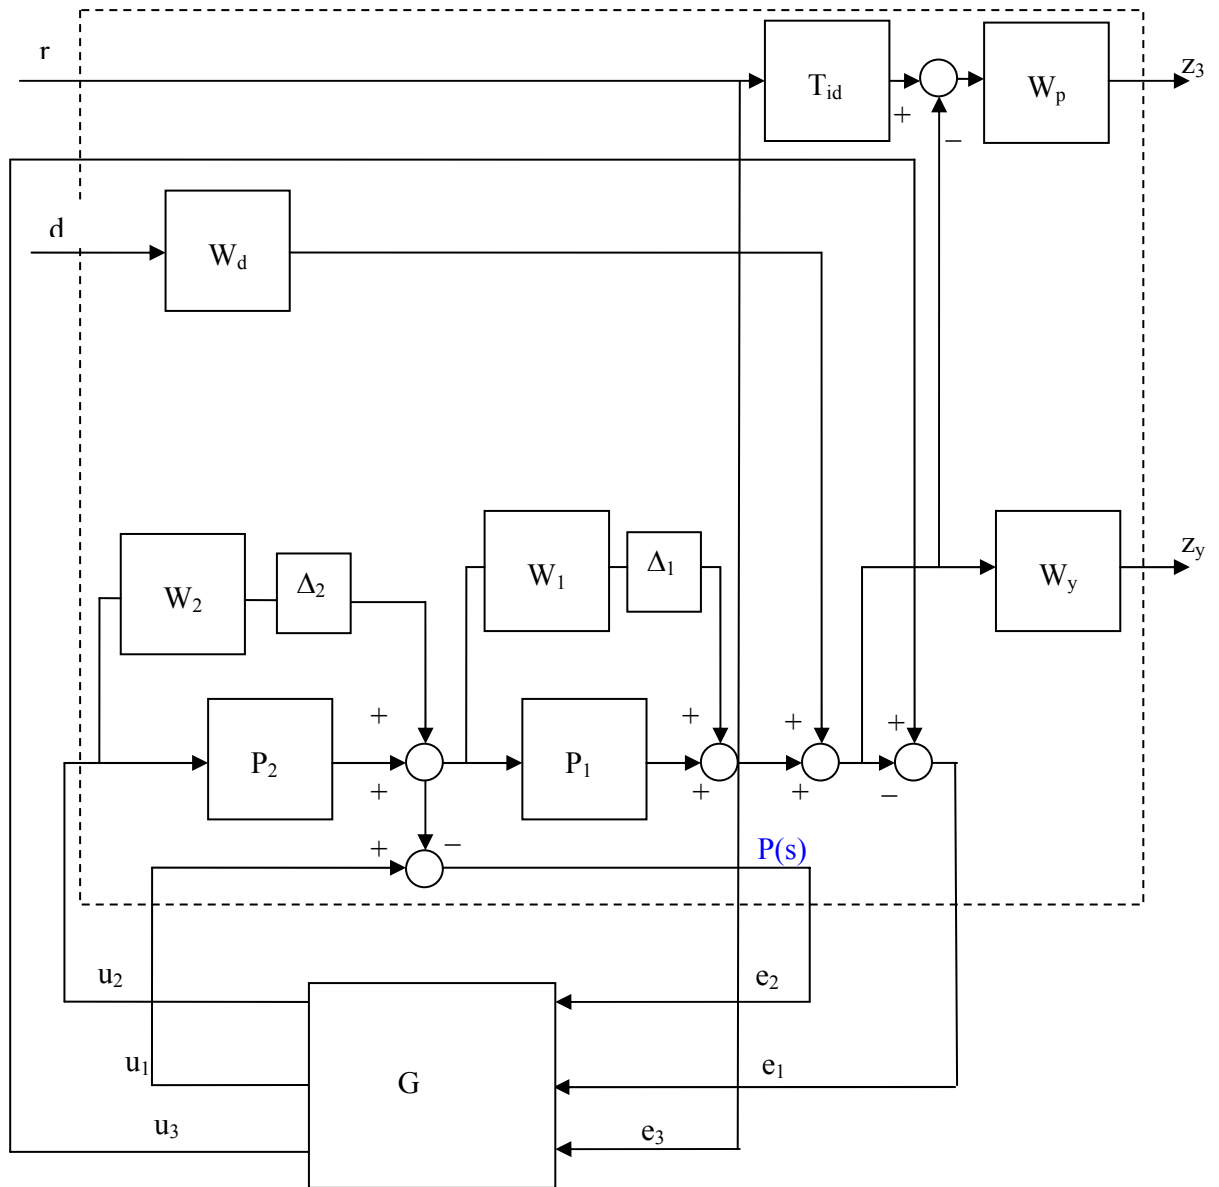 r
T_id
+
−
W_p
z_3
d
W_d
W_2
Δ_2
W_1
Δ_1
W_y
z_y
+
P_2
+
+
P_1
+
+
+
+
−
+
−
P(s)
u_2
e_2
u_1
G
e_1
u_3
e_3